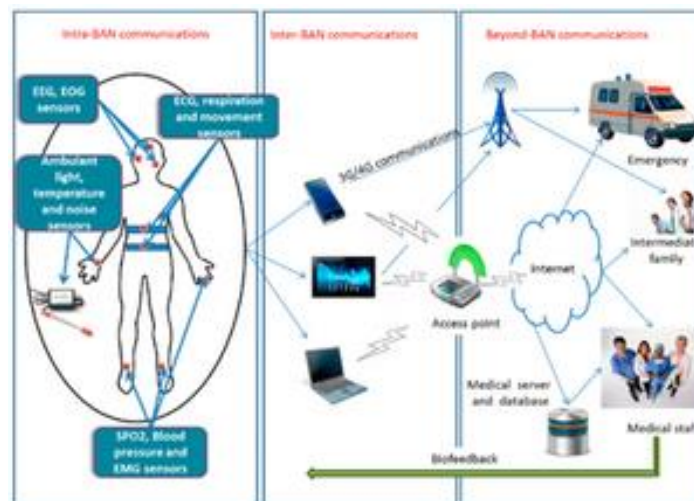 Intra-BAN communications
Inter-BAN communications
Beyond-BAN communications
EEG, EOG
sensors
ECG, respiration
and movement
sensors
Ambulant
light,
temperature
and noise
sensors
SPO2, Blood
pressure and
EMG sensors
3G/4G communications
Access point
Internet
Emergency
Intermediat
family
Medical server
and database
Medical staf
Biofeedback